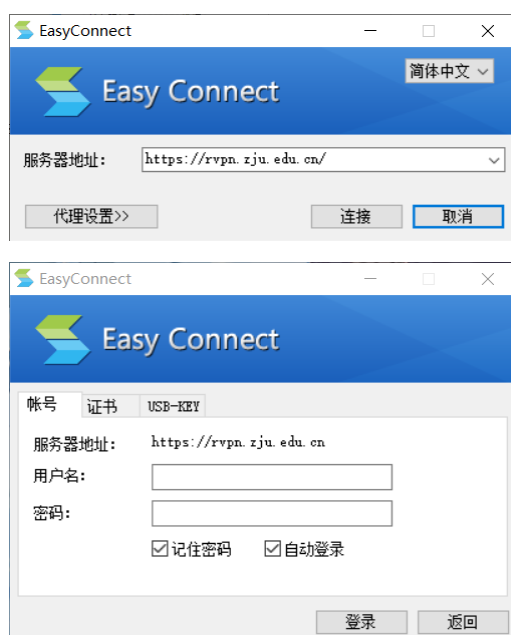 EasyConnect
Easy Connect
简体中文
服务器地址: https://rvpn.zju.edu.cn/
代理设置>> 连接 取消
EasyConnect
Easy Connect
帐号 证书 USB-KEY
服务器地址: https://rvpn.zju.edu.cn
用户名:
密码:
记住密码 自动登录
登录 返回